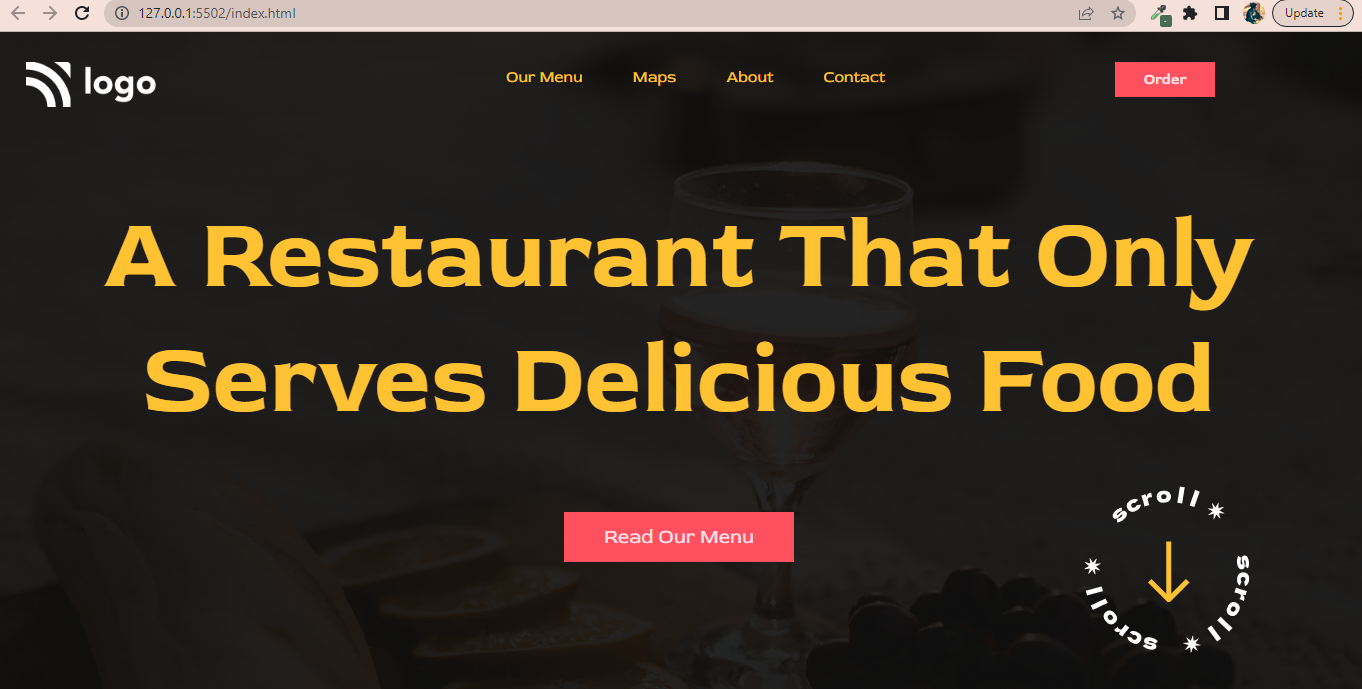 127.0.0.1:5502/index.html
Update
logo
Our Menu Maps About Contact
Order
A Restaurant That Only
Serves Delicious Food
Read Our Menu
scroll
scroll
scroll